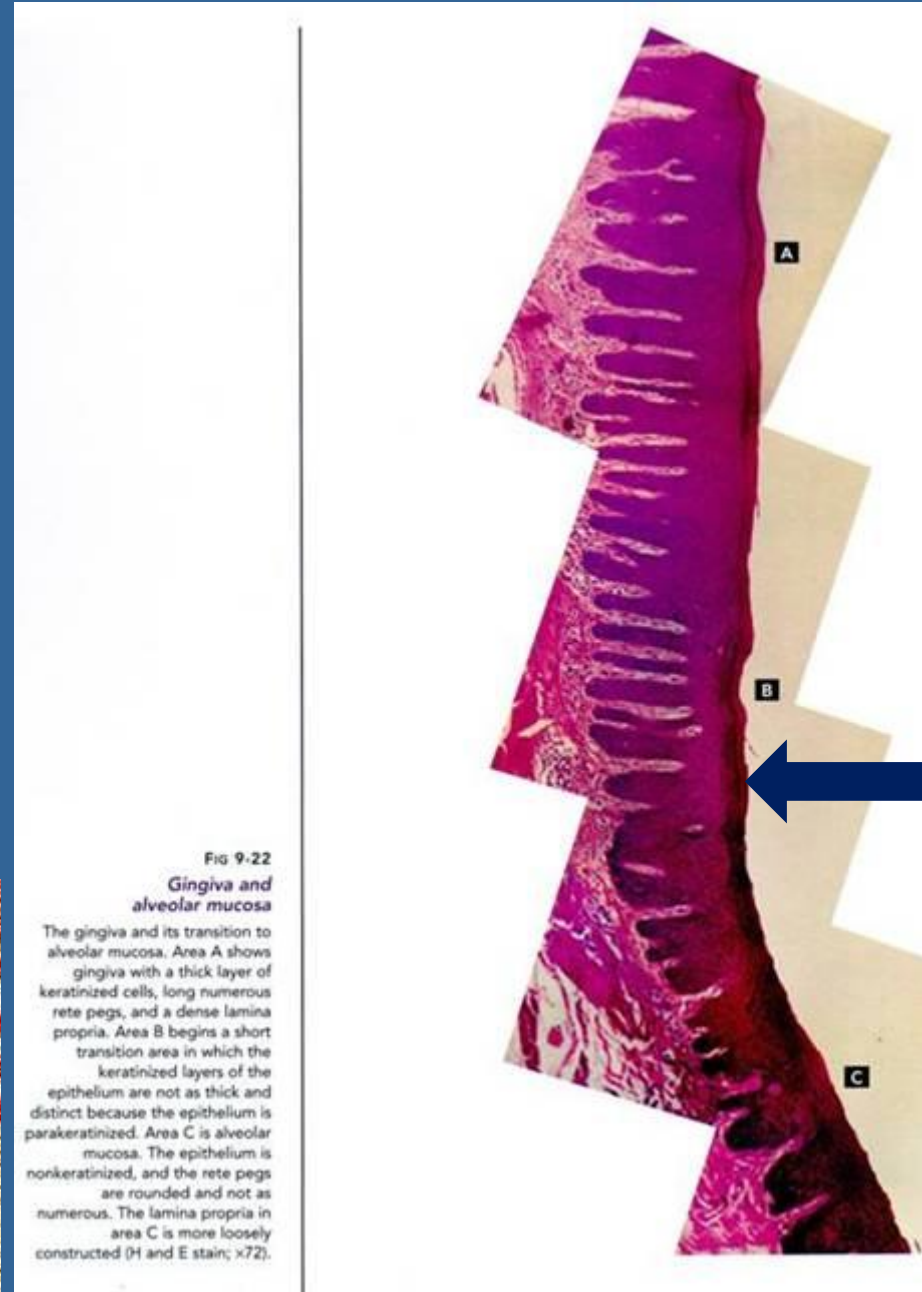 A
B
C
FIG 9-22
Gingiva and
alveolar mucosa
The gingiva and its transition to
alveolar mucosa. Area A shows
gingiva with a thick layer of
keratinized cells, long numerous
rete pegs, and a dense lamina
propria. Area B begins a short
transition area in which the
keratinized layers of the
epithelium are not as thick and
distinct because the epithelium is
parakeratinized. Area C is alveolar
mucosa. The epithelium is
nonkeratinized, and the rete pegs
are rounded and not as
numerous. The lamina propria in
area C is more loosely
constructed (H and E stain; ×72).